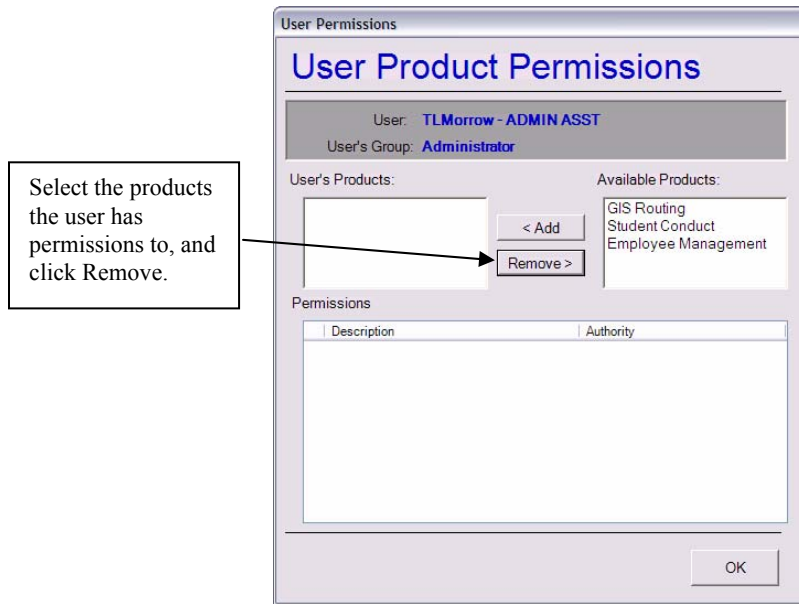 User Permissions
User Product Permissions
User: TLMorrow - ADMIN ASST
User's Group: Administrator
Select the products
the user has
permissions to, and
click Remove.
User's Products:
Available Products:
< Add
Remove >
GIS Routing
Student Conduct
Employee Management
Permissions
Description
Authority
OK